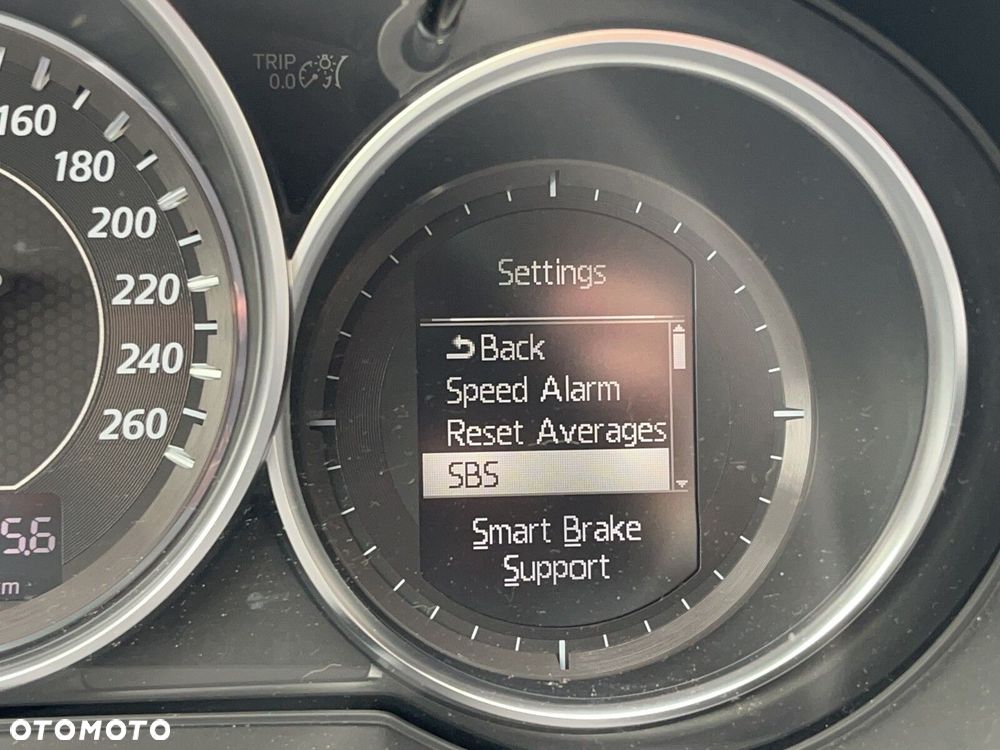 TRIP
0.0
160
180
200
220
240
260
5.6
km
Settings
Back
Speed Alarm
Reset Averages
SBS
Smart Brake
Support
OTOMOTO